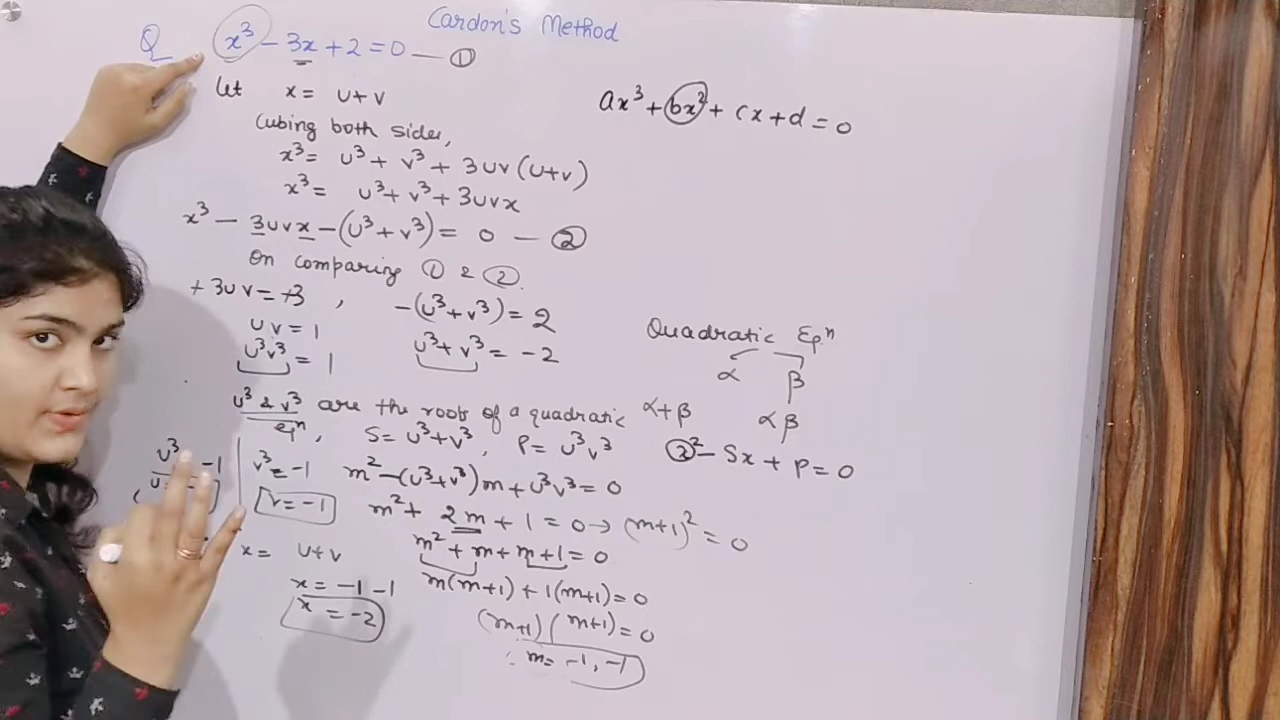 Cardon's Method
Q x³ - 3x + 2 = 0 — ①
Let x = u+v
Cubing both sides,
x³ = u³ + v³ + 3uv(u+v)
x³ = u³ + v³ + 3uvx
x³ - 3uvx - (u³+v³) = 0 — ②
On comparing ① & ②.
+3uv = +3 , -(u³+v³) = 2
uv = 1
u³v³ = 1
u³+v³ = -2
u³ & v³ are the roots of a quadratic
eqⁿ, S = u³+v³, P = u³v³
m² - (u³+v³)m + u³v³ = 0
m² + 2m + 1 = 0 → (m+1)² = 0
m² + m + m+1 = 0
m(m+1) + 1(m+1) = 0
(m+1)(m+1) = 0
m = -1, -1
u³ = -1
v³ = -1
v = -1
x = u+v
x = -1 -1
x = -2
ax³ + bx² + cx + d = 0
Quadratic Eqⁿ
α β
α+β αβ
x² - Sx + P = 0